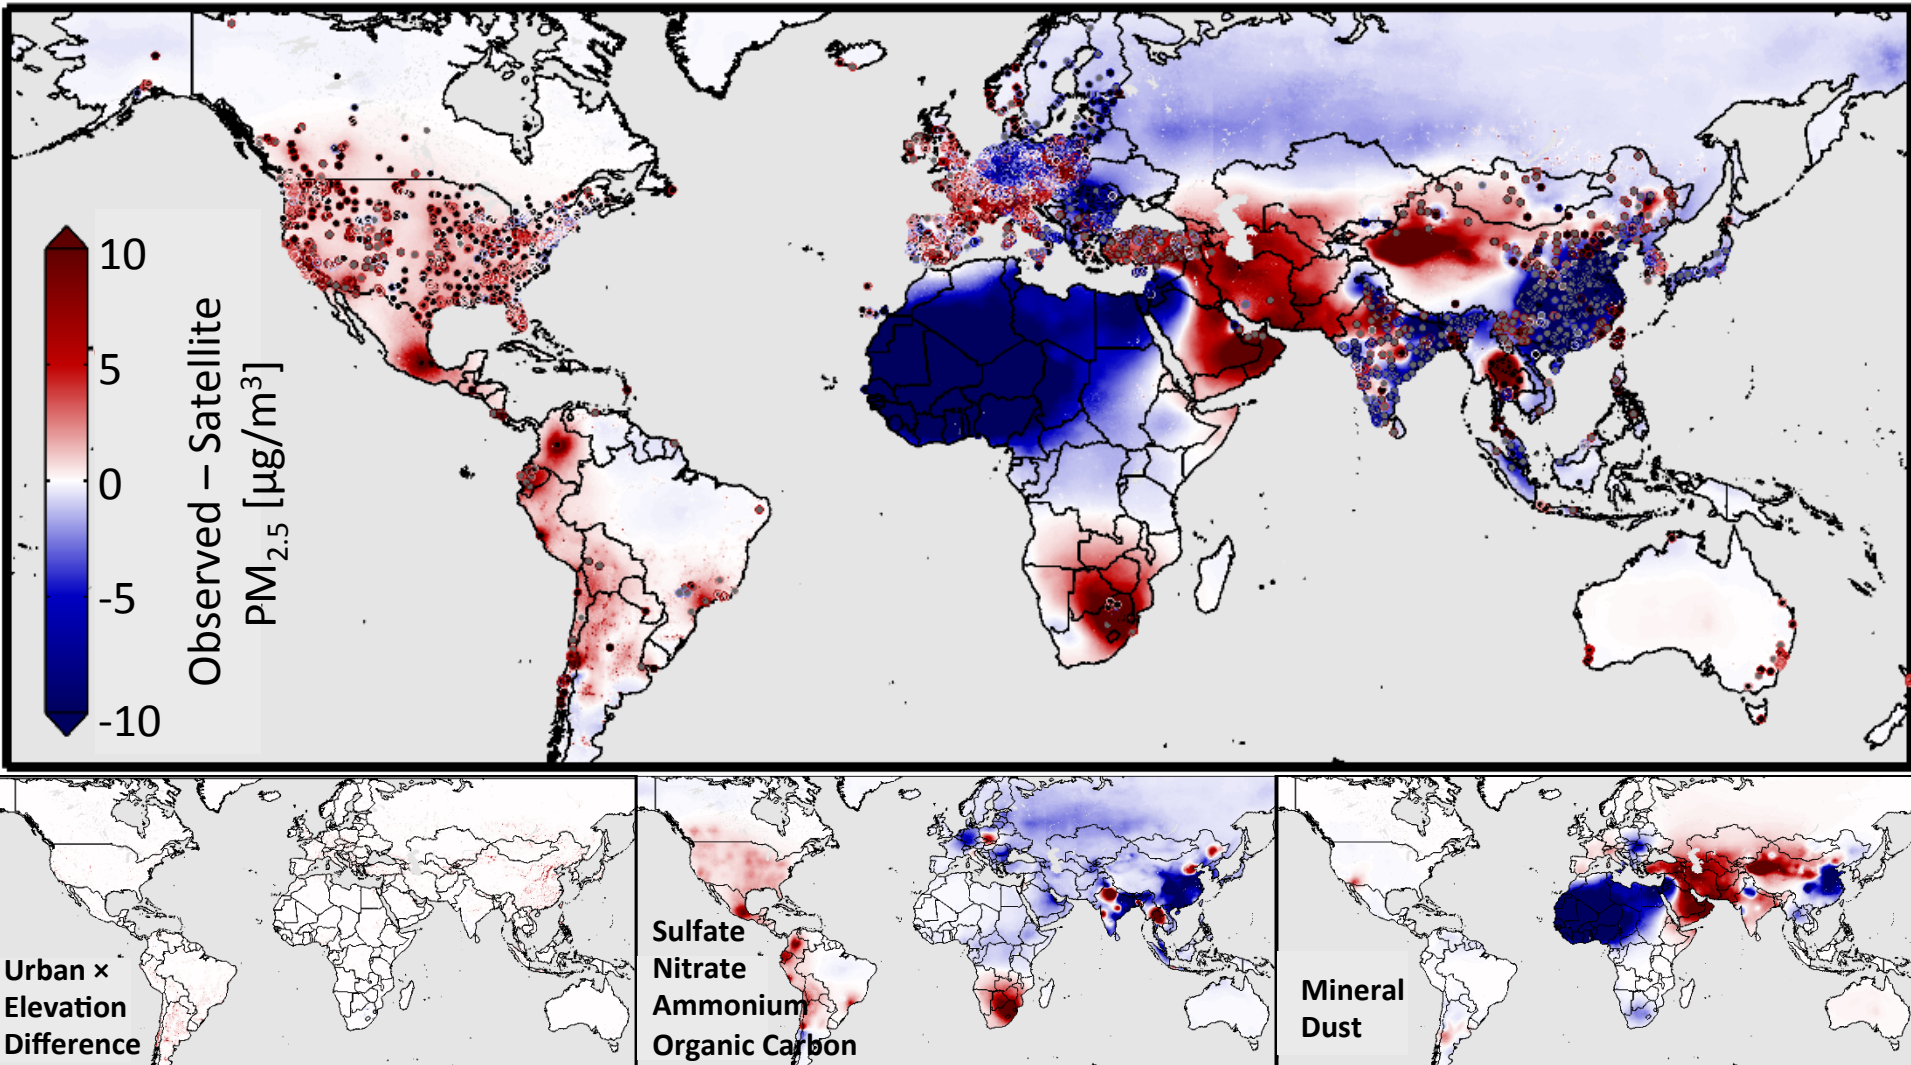 10
5
0
-5
-10
Observed – Satellite
PM2.5 [µg/m³]
Urban ×
Elevation
Difference
Sulfate
Nitrate
Ammonium
Organic Carbon
Mineral
Dust